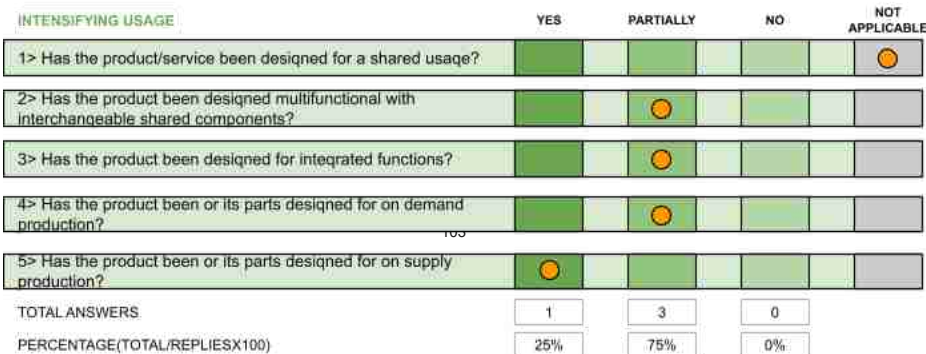 INTENSIFYING USAGE YES PARTIALLY NO NOT APPLICABLE
1> Has the product/service been designed for a shared usage?
2> Has the product been designed multifunctional with
interchangeable shared components?
3> Has the product been designed for integrated functions?
4> Has the product been or its parts designed for on demand
production?
5> Has the product been or its parts designed for on supply
production?
TOTAL ANSWERS 1 3 0
PERCENTAGE(TOTAL/REPLIESX100) 25% 75% 0%